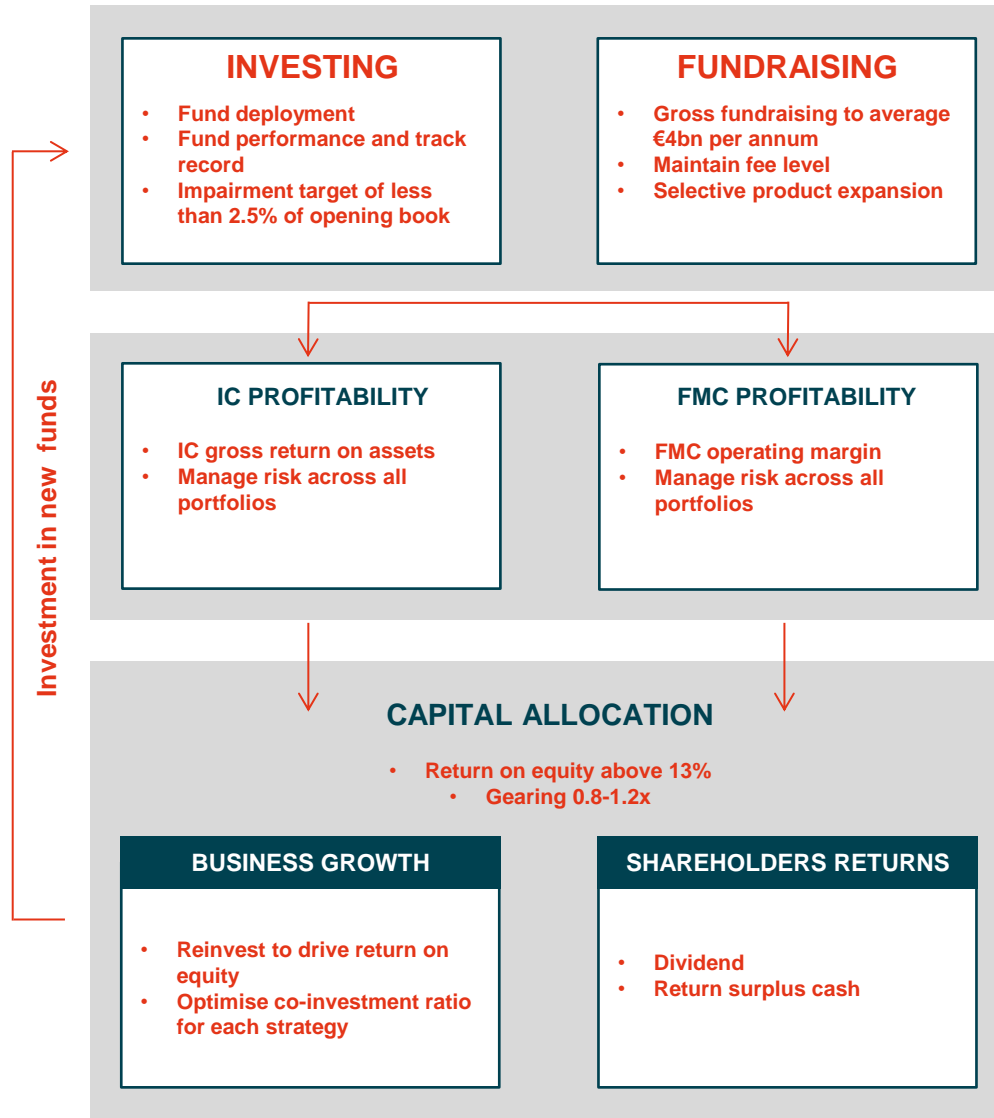 INVESTING
• Fund deployment
• Fund performance and track
record
• Impairment target of less
than 2.5% of opening book
FUNDRAISING
• Gross fundraising to average
€4bn per annum
• Maintain fee level
• Selective product expansion
Investment in new funds
IC PROFITABILITY
• IC gross return on assets
• Manage risk across all
portfolios
FMC PROFITABILITY
• FMC operating margin
• Manage risk across all
portfolios
CAPITAL ALLOCATION
• Return on equity above 13%
• Gearing 0.8-1.2x
BUSINESS GROWTH
• Reinvest to drive return on
equity
• Optimise co-investment ratio
for each strategy
SHAREHOLDERS RETURNS
• Dividend
• Return surplus cash